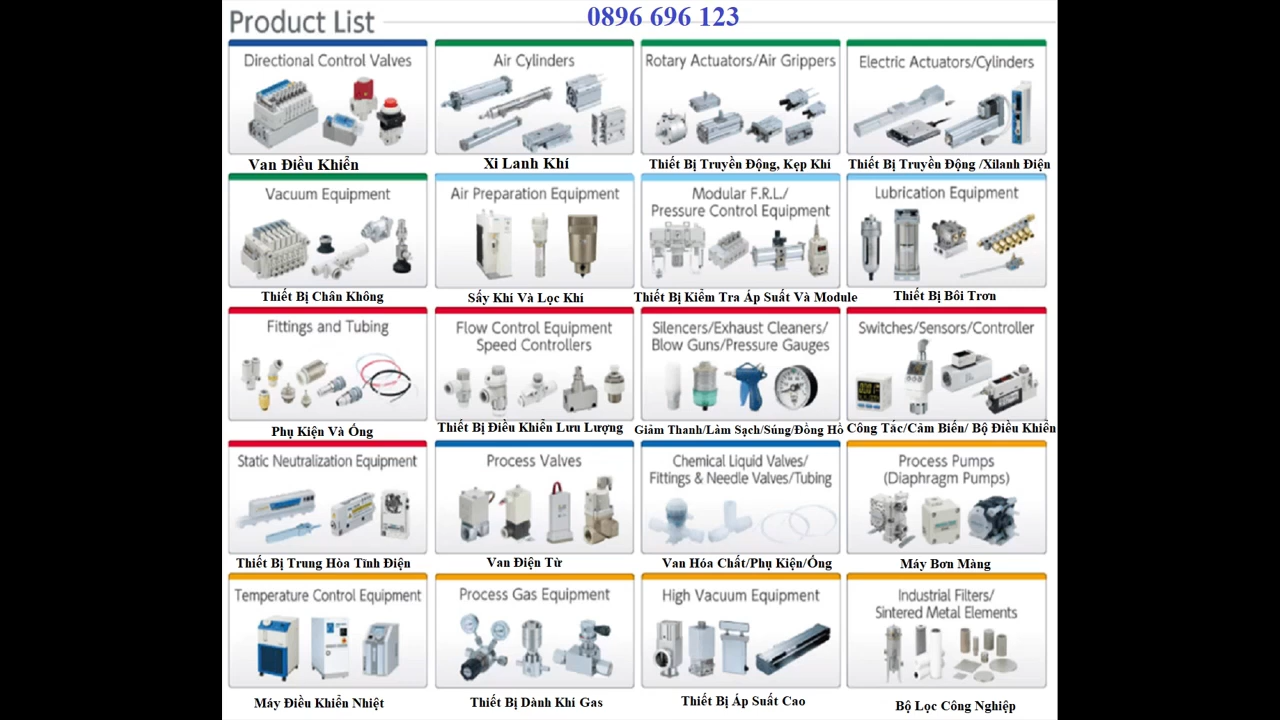 Product List
0896 696 123
Directional Control Valves
Air Cylinders
Rotary Actuators/Air Grippers
Electric Actuators/Cylinders
Van Điều Khiển
Xi Lanh Khí
Thiết Bị Truyền Động, Kẹp Khí
Thiết Bị Truyền Động /Xilanh Điện
Vacuum Equipment
Air Preparation Equipment
Modular F.R.L./
Pressure Control Equipment
Lubrication Equipment
Thiết Bị Chân Không
Sấy Khí Và Lọc Khí
Thiết Bị Kiểm Tra Áp Suất Và Module
Thiết Bị Bôi Trơn
Fittings and Tubing
Flow Control Equipment
Speed Controllers
Silencers/Exhaust Cleaners/
Blow Guns/Pressure Gauges
Switches/Sensors/Controller
Phụ Kiện Và Ống
Thiết Bị Điều Khiển Lưu Lượng
Giảm Thanh/Làm Sạch/Súng/Đồng Hồ
Công Tác/Cảm Biến/ Bộ Điều Khiển
Static Neutralization Equipment
Process Valves
Chemical Liquid Valves/
Fittings & Needle Valves/Tubing
Process Pumps
(Diaphragm Pumps)
Thiết Bị Trung Hòa Tĩnh Điện
Van Điện Từ
Van Hóa Chất/Phụ Kiện/Ống
Máy Bơn Màng
Temperature Control Equipment
Process Gas Equipment
High Vacuum Equipment
Industrial Filters/
Sintered Metal Elements
Máy Điều Khiển Nhiệt
Thiết Bị Dành Khí Gas
Thiết Bị Áp Suất Cao
Bộ Lọc Công Nghiệp